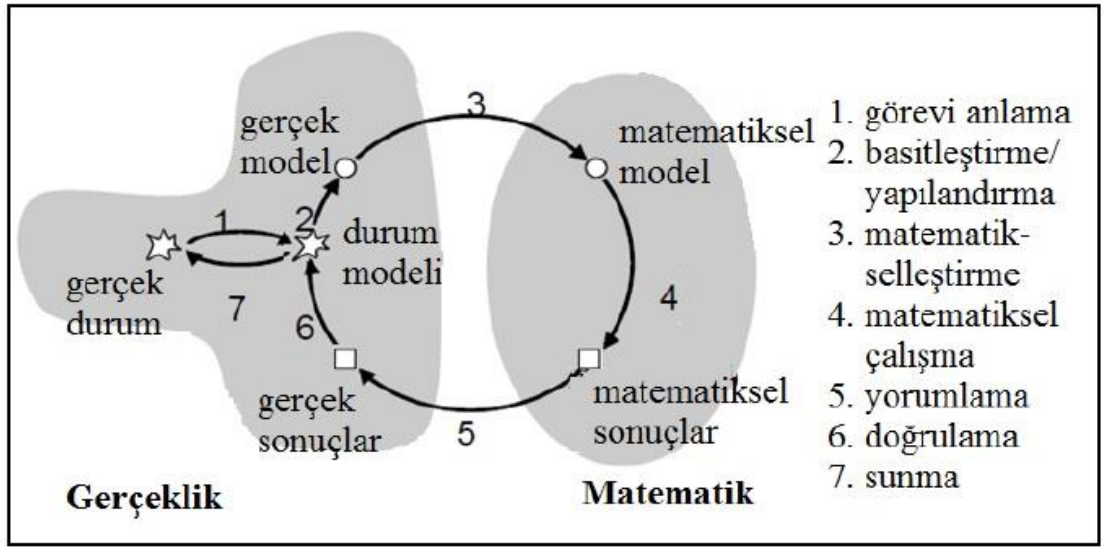 gerçek
model
3
matematiksel
model
1
2
durum
modeli
gerçek
durum
7
6
4
gerçek
sonuçlar
5
matematiksel
sonuçlar
Gerçeklik
Matematik
1. görevi anlama
2. basitleştirme/
yapılandırma
3. matematik-
selleştirme
4. matematiksel
çalışma
5. yorumlama
6. doğrulama
7. sunma